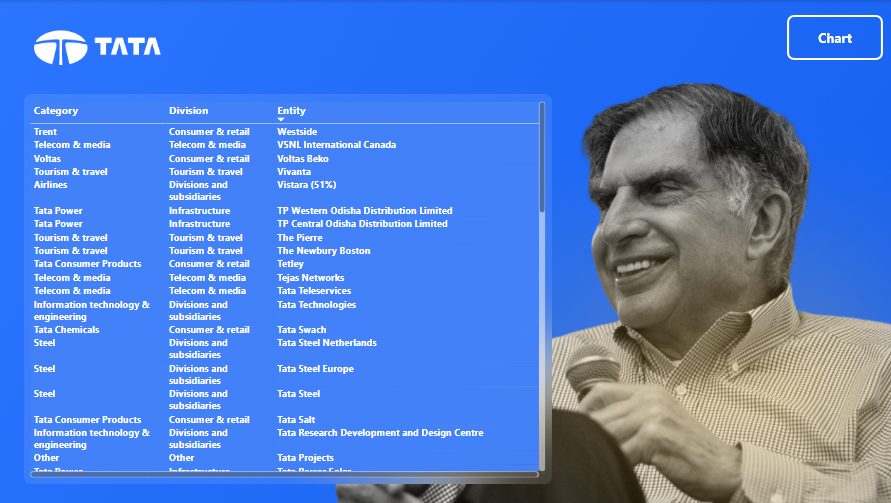 TATA
Chart
Category Division Entity
Trent Consumer & retail Westside
Telecom & media Telecom & media VSNL International Canada
Voltas Consumer & retail Voltas Beko
Tourism & travel Tourism & travel Vivanta
Airlines Divisions and subsidiaries Vistara (51%)
Tata Power Infrastructure TP Western Odisha Distribution Limited
Tata Power Infrastructure TP Central Odisha Distribution Limited
Tourism & travel Tourism & travel The Pierre
Tourism & travel Tourism & travel The Newbury Boston
Tata Consumer Products Consumer & retail Tetley
Telecom & media Telecom & media Tejas Networks
Telecom & media Telecom & media Tata Teleservices
Information technology & engineering Divisions and subsidiaries Tata Technologies
Tata Chemicals Consumer & retail Tata Swach
Steel Divisions and subsidiaries Tata Steel Netherlands
Steel Divisions and subsidiaries Tata Steel Europe
Steel Divisions and subsidiaries Tata Steel
Tata Consumer Products Consumer & retail Tata Salt
Information technology & engineering Divisions and subsidiaries Tata Research Development and Design Centre
Other Other Tata Projects
Tata Power Infrastructure Tata Power Solar